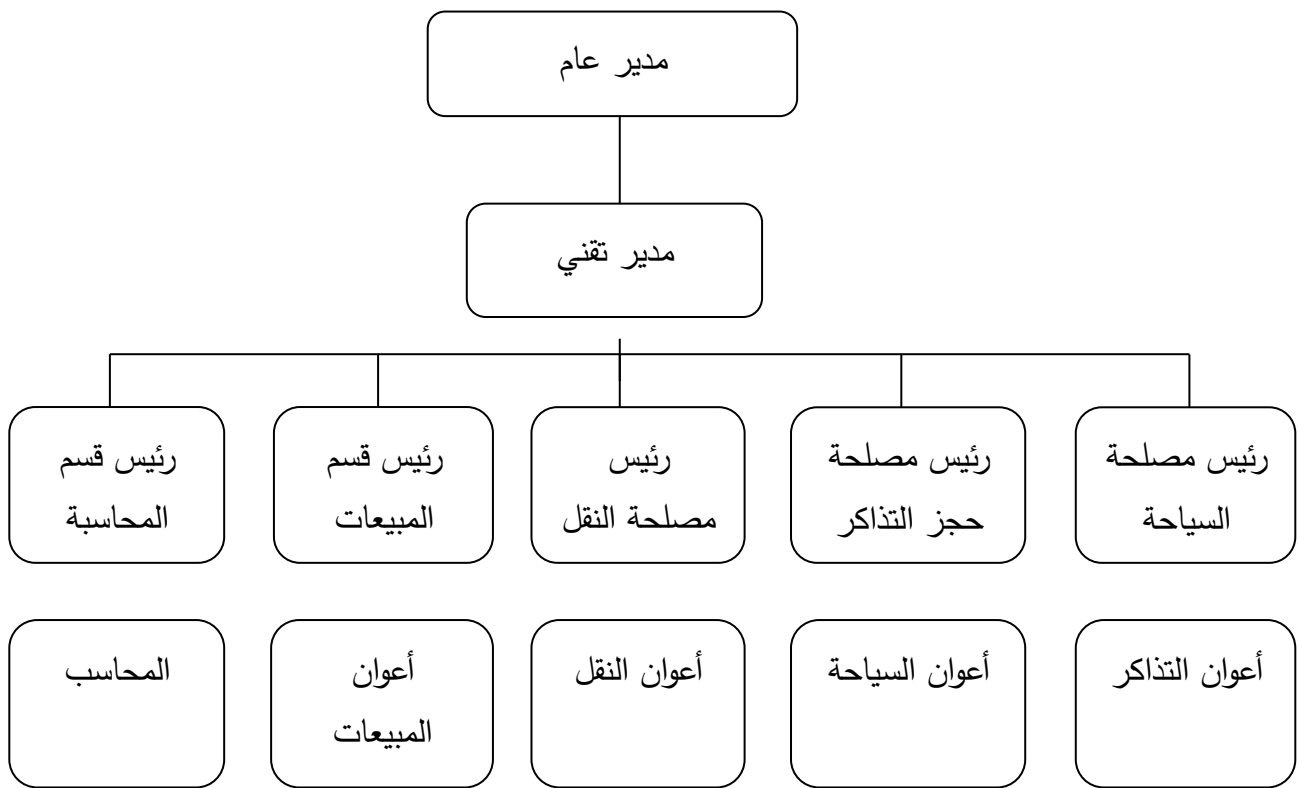 مدير عام
مدير تقني
رئيس مصلحة
السياحة
رئيس مصلحة
حجز التذاكر
رئيس
مصلحة النقل
رئيس قسم
المبيعات
رئيس قسم
المحاسبة
أعوان التذاكر
أعوان السياحة
أعوان النقل
أعوان
المبيعات
المحاسب